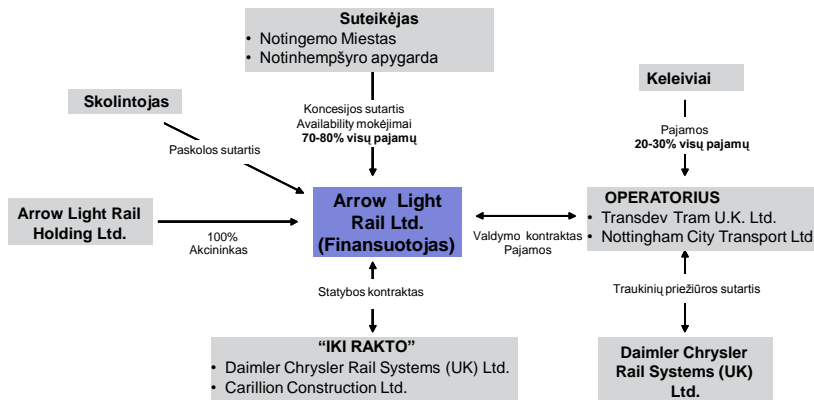 Suteikėjas
• Notingemo Miestas
• Notinhempšyro apygarda
Keleiviai
Skolintojas
Koncesijos sutartis
Availability mokėjimai
70-80% visų pajamų
Pajamos
20-30% visų pajamų
Paskolos sutartis
Arrow Light Rail
Holding Ltd.
100%
Akcininkas
Arrow Light
Rail Ltd.
(Finansuotojas)
Valdymo kontraktas
Pajamos
OPERATORIUS
• Transdev Tram U.K. Ltd.
• Nottingham City Transport Ltd
Statybos kontraktas
Traukinių priežiūros sutartis
“IKI RAKTO”
• Daimler Chrysler Rail Systems (UK) Ltd.
• Carillion Construction Ltd.
Daimler Chrysler
Rail Systems (UK)
Ltd.